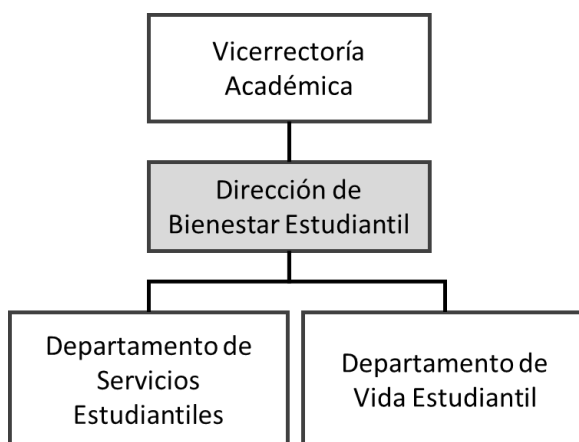 Vicerrectoría
Académica
Dirección de
Bienestar Estudiantil
Departamento de
Servicios
Estudiantiles
Departamento de
Vida Estudiantil